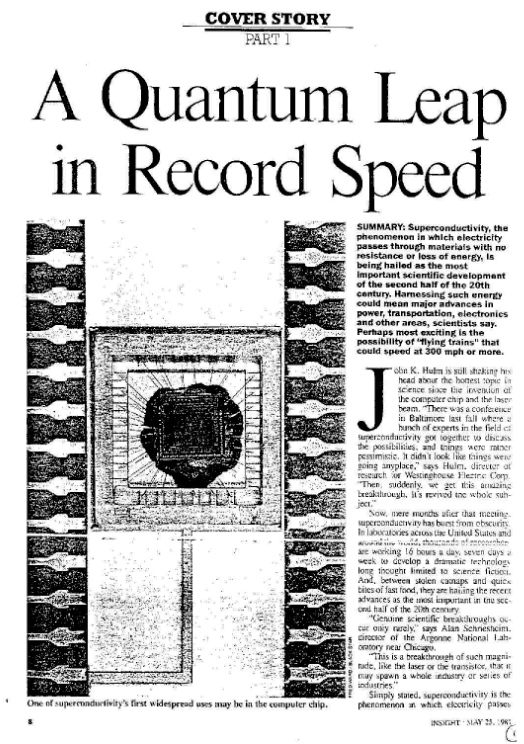 COVER STORY
PART 1
A Quantum Leap
in Record Speed
SUMMARY: Superconductivity, the
phenomenon in which electricity
passes through materials with no
resistance or loss of energy, is
being hailed as the most
important scientific development
of the second half of the 20th
century. Harnessing such energy
could mean major advances in
power, transportation, electronics
and other areas, scientists say.
Perhaps most exciting is the
possibility of "flying trains" that
could speed at 300 mph or more.
John K. Hulm is still shaking his
head about the hottest topic in
science since the invention of
the computer chip and the laser
beam. "There was a conference
in Baltimore last fall where a
bunch of experts in the field of
superconductivity got together to discuss
the possibilities, and things were rather
pessimistic. It didn't look like things were
going anyplace," says Hulm, director of
research for Westinghouse Electric Corp.
"Then, suddenly, we get this amazing
breakthrough. It's revived the whole sub-
ject."
Now, mere months after that meeting,
superconductivity has burst from obscurity.
In laboratories across the United States and
around the world, thousands of researchers
are working 16 hours a day, seven days a
week to develop a dramatic technology
long thought limited to science fiction.
And, between stolen catnaps and quick
bites of fast food, they are hailing the recent
advances as the most important in the sec-
ond half of the 20th century.
"Genuine scientific breakthroughs oc-
cur only rarely," says Alan Schriesheim,
director of the Argonne National Lab-
oratory near Chicago.
"This is a breakthrough of such magni-
tude, like the laser or the transistor, that it
may spawn a whole industry or series of
industries."
Simply stated, superconductivity is the
phenomenon in which electricity passes
One of superconductivity's first widespread uses may be in the computer chip.
8
INSIGHT · MAY 25, 1987